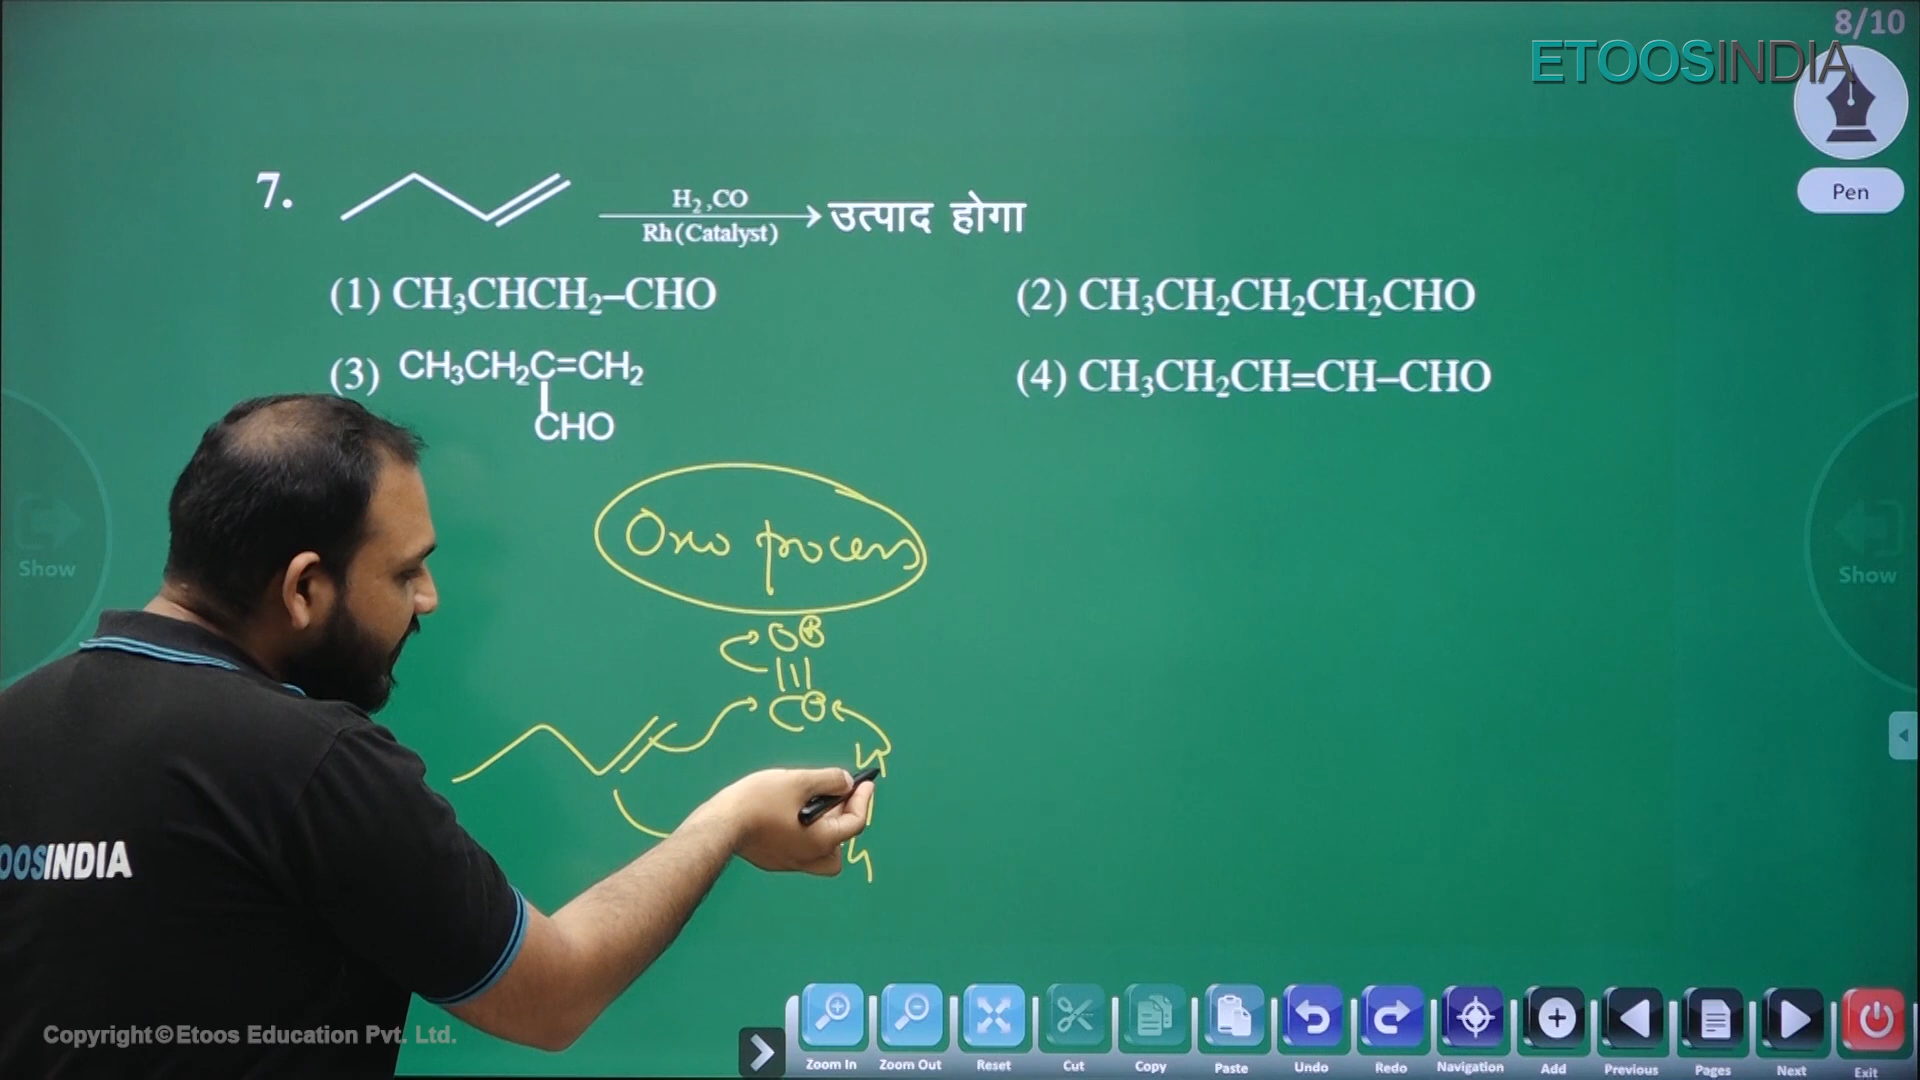 8/10
ETOOSINDIA
Pen
7. H₂,CO
Rh(Catalyst) उत्पाद होगा
(1) CH₃CHCH₂–CHO (2) CH₃CH₂CH₂CH₂CHO
(3) CH₃CH₂C=CH₂ (4) CH₃CH₂CH=CH–CHO
CHO
Show
Show
Oxo process
O⊕
C⊖
H
H
OOSINDIA
Copyright © Etoos Education Pvt. Ltd.
Zoom In Zoom Out Reset Cut Copy Paste Undo Redo Navigation Add Previous Pages Next Exit